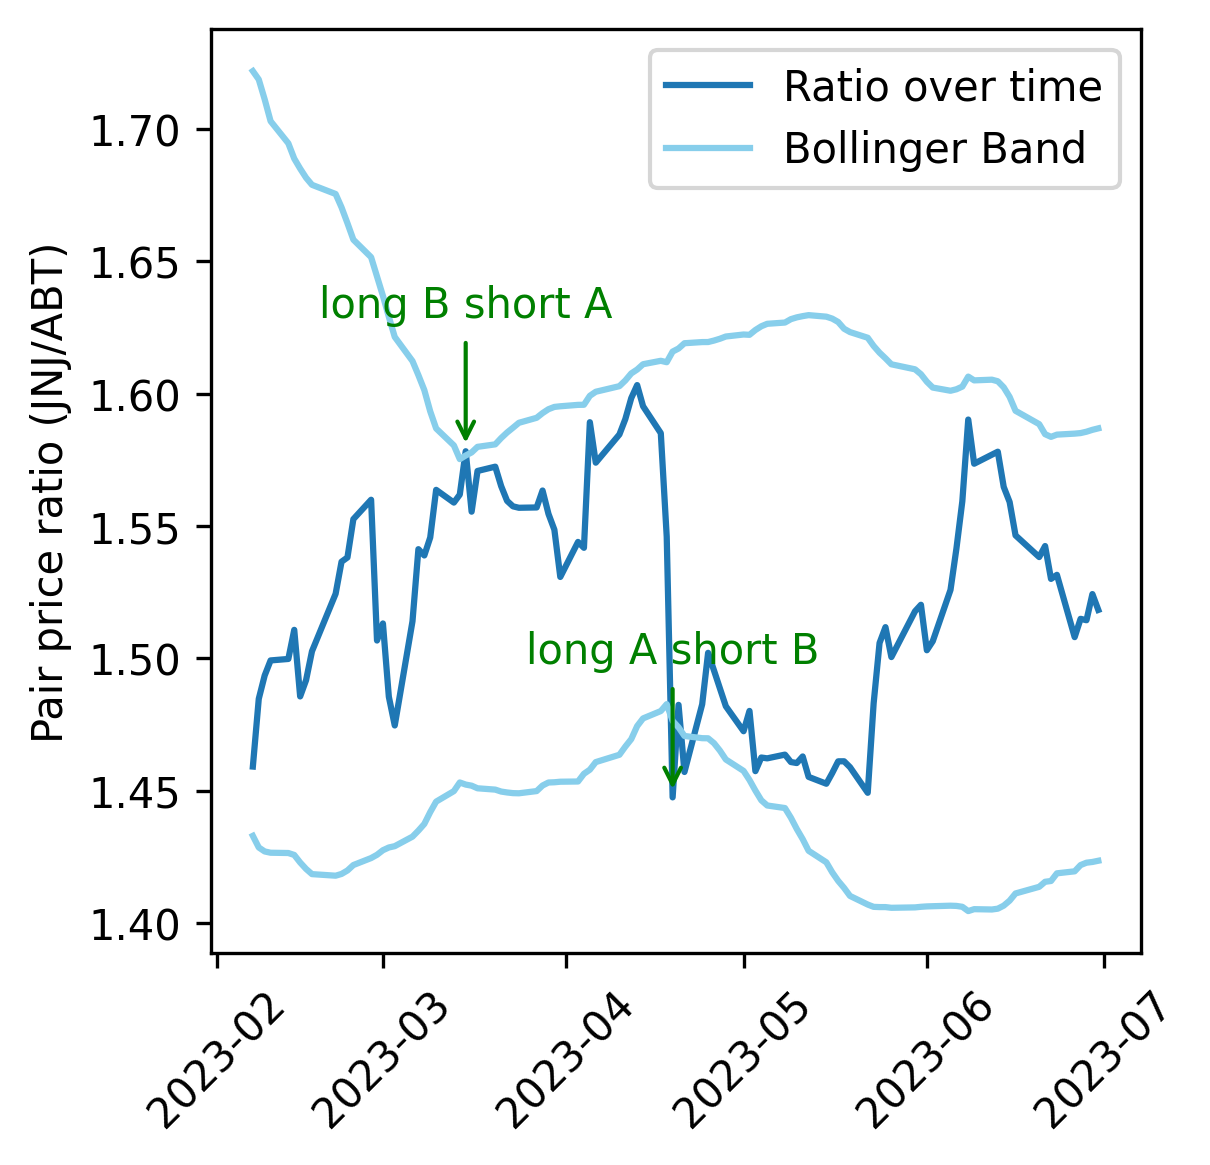 Ratio over time
Bollinger Band
Pair price ratio (JNJ/ABT)
1.70
1.65
1.60
1.55
1.50
1.45
1.40
long B short A
long A short B
2023-02
2023-03
2023-04
2023-05
2023-06
2023-07